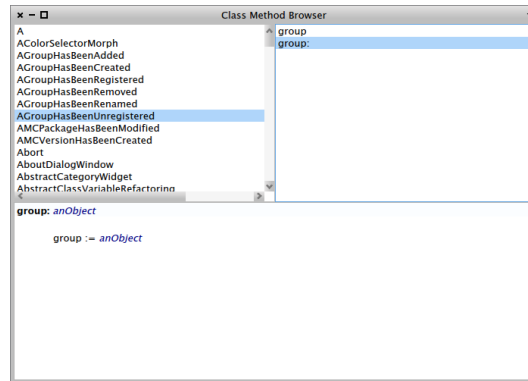 Class Method Browser
A
AColorSelectorMorph
AGroupHasBeenAdded
AGroupHasBeenCreated
AGroupHasBeenRegistered
AGroupHasBeenRemoved
AGroupHasBeenRenamed
AGroupHasBeenUnregistered
AMCPackageHasBeenModified
AMCVersionHasBeenCreated
Abort
AboutDialogWindow
AbstractCategoryWidget
AbstractClassVariableRefactoring
group
group:
group: anObject
group := anObject